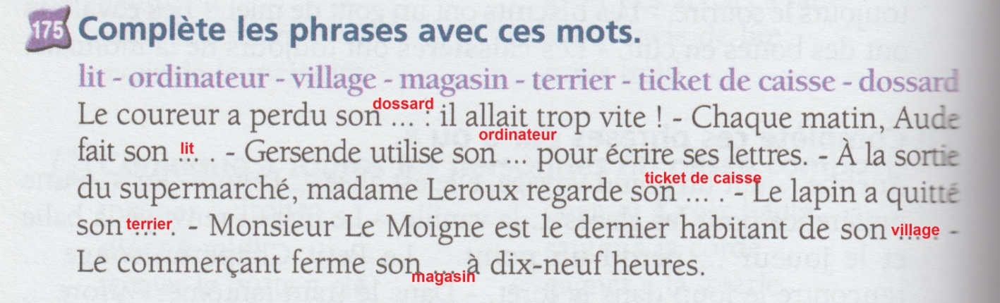 175 Complète les phrases avec ces mots.
lit - ordinateur - village - magasin - terrier - ticket de caisse - dossard
Le coureur a perdu son dossard ... : il allait trop vite ! - Chaque matin, Aude
fait son lit ... . - Gersende utilise son ordinateur ... pour écrire ses lettres. - À la sortie
du supermarché, madame Leroux regarde son ticket de caisse ... . - Le lapin a quitté
son terrier ... . - Monsieur Le Moigne est le dernier habitant de son village ... . -
Le commerçant ferme son magasin ... à dix-neuf heures.